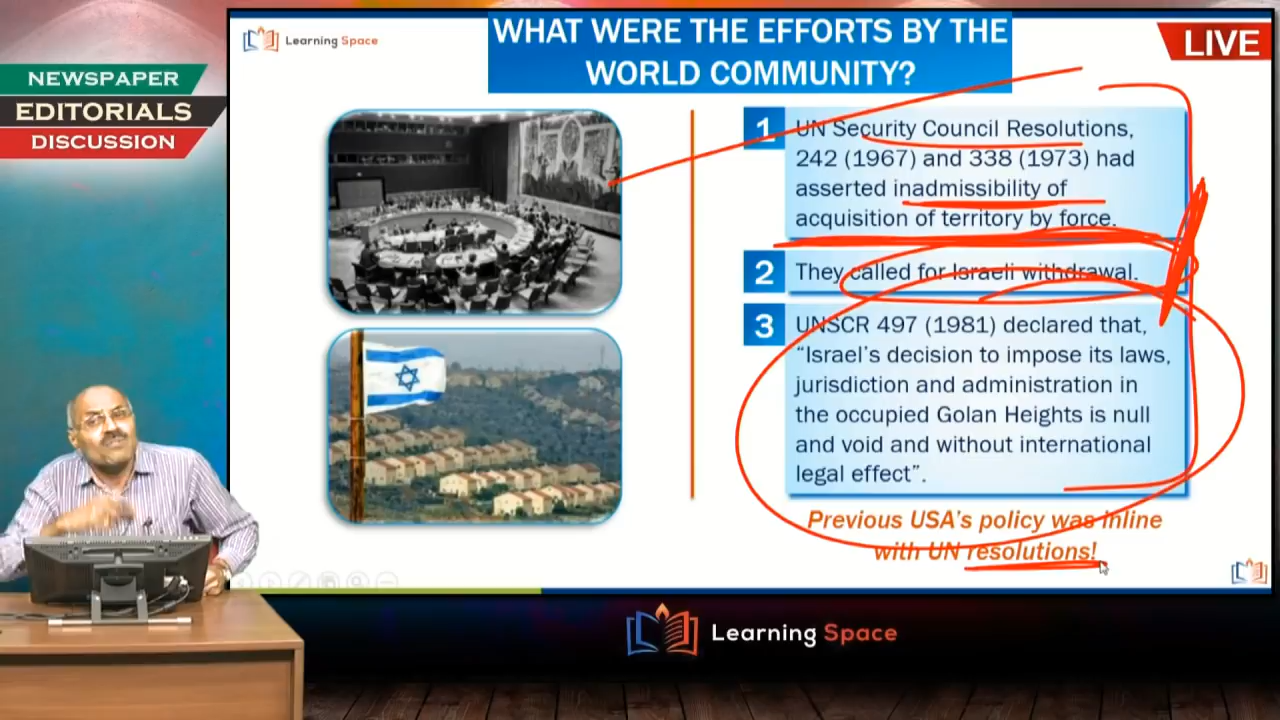 NEWSPAPER
EDITORIALS
DISCUSSION
Learning Space
WHAT WERE THE EFFORTS BY THE
WORLD COMMUNITY?
LIVE
1
UN Security Council Resolutions,
242 (1967) and 338 (1973) had
asserted inadmissibility of
acquisition of territory by force.
2
They called for Israeli withdrawal.
3
UNSCR 497 (1981) declared that,
“Israel’s decision to impose its laws,
jurisdiction and administration in
the occupied Golan Heights is null
and void and without international
legal effect”.
Previous USA’s policy was inline
with UN resolutions!
Learning Space